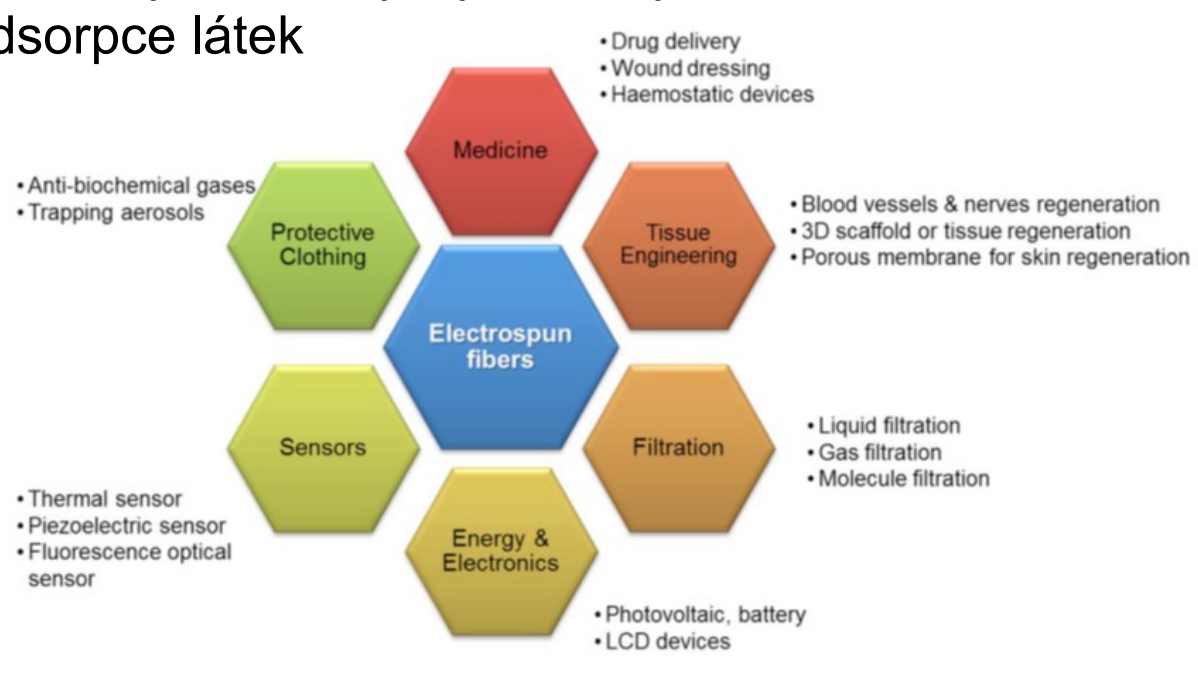 dsorpce látek
• Drug delivery
• Wound dressing
• Haemostatic devices
Medicine
• Anti-biochemical gases
• Trapping aerosols
Protective
Clothing
Tissue
Engineering
• Blood vessels & nerves regeneration
• 3D scaffold or tissue regeneration
• Porous membrane for skin regeneration
Electrospun
fibers
Sensors
• Thermal sensor
• Piezoelectric sensor
• Fluorescence optical
sensor
Filtration
• Liquid filtration
• Gas filtration
• Molecule filtration
Energy &
Electronics
• Photovoltaic, battery
• LCD devices